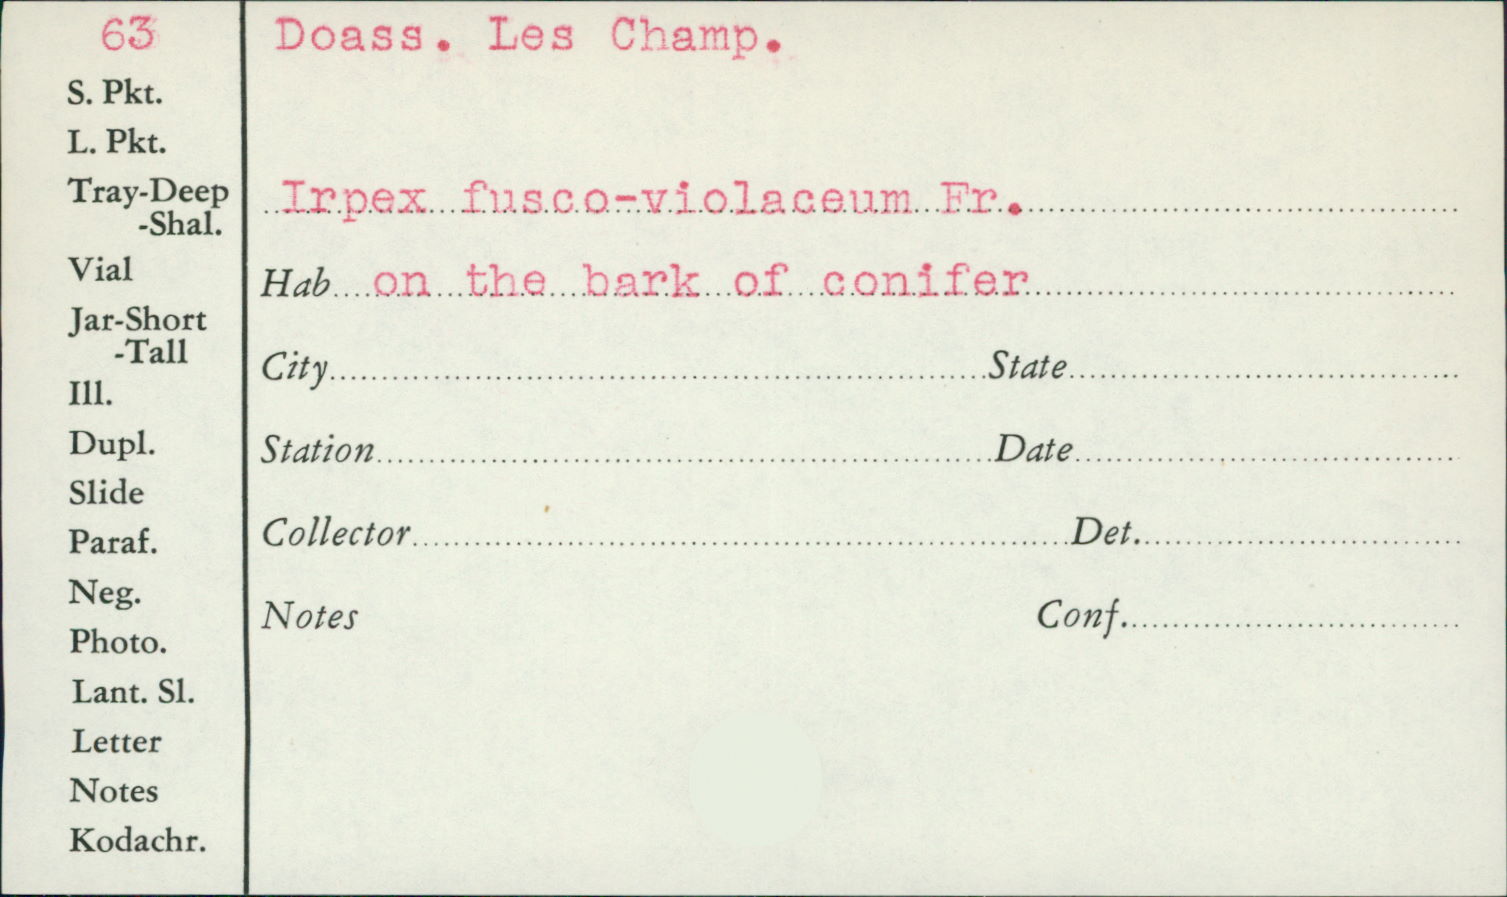 63
Doass. Les Champ.
S. Pkt.
L. Pkt.
Tray-Deep
-Shal.
Vial
Jar-Short
-Tall
Ill.
Dupl.
Slide
Paraf.
Neg.
Photo.
Lant. Sl.
Letter
Notes
Kodachr.
Irpex fusco-violaceum Fr.
Hab on the bark of conifer
City State
Station Date
Collector Det.
Notes Conf.